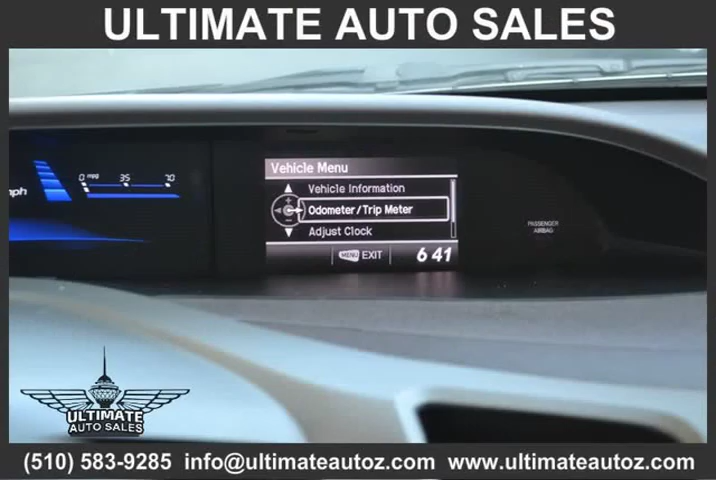 ULTIMATE AUTO SALES
Vehicle Menu
Vehicle Information
Odometer/Trip Meter
Adjust Clock
MENU EXIT
6 41
mph
0 mpg 35 70
PASSENGER
AIRBAG
ULTIMATE
AUTO SALES
(510) 583-9285 info@ultimateautoz.com www.ultimateautoz.com